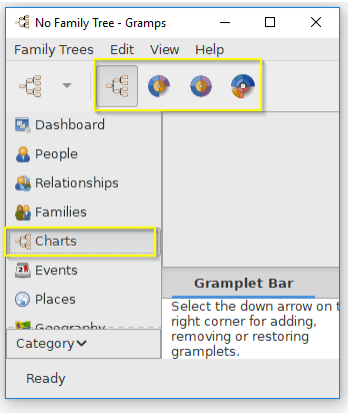 No Family Tree - Gramps
Family Trees Edit View Help
Dashboard
People
Relationships
Families
Charts
Events
Places
Geography
Category
Gramplet Bar
Select the down arrow on t
right corner for adding,
removing or restoring
gramplets.
Ready